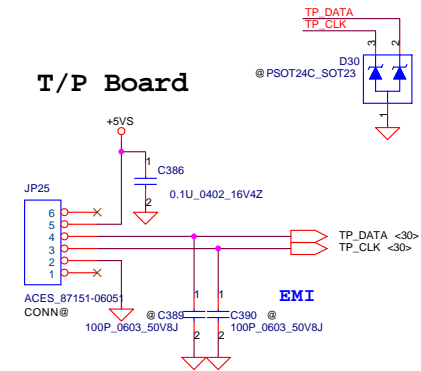 TP_DATA
TP_CLK
3
2
D30
@ PSOT24C_SOT23
1
T/P Board
+5VS
1
C386
0.1U_0402_16V4Z
2
JP25
6
5
4
3
2
1
TP_DATA <30>
TP_CLK <30>
ACES_87151-06051
CONN@
1
1
EMI
@ C389
C390 @
100P_0603_50V8J
100P_0603_50V8J
2
2